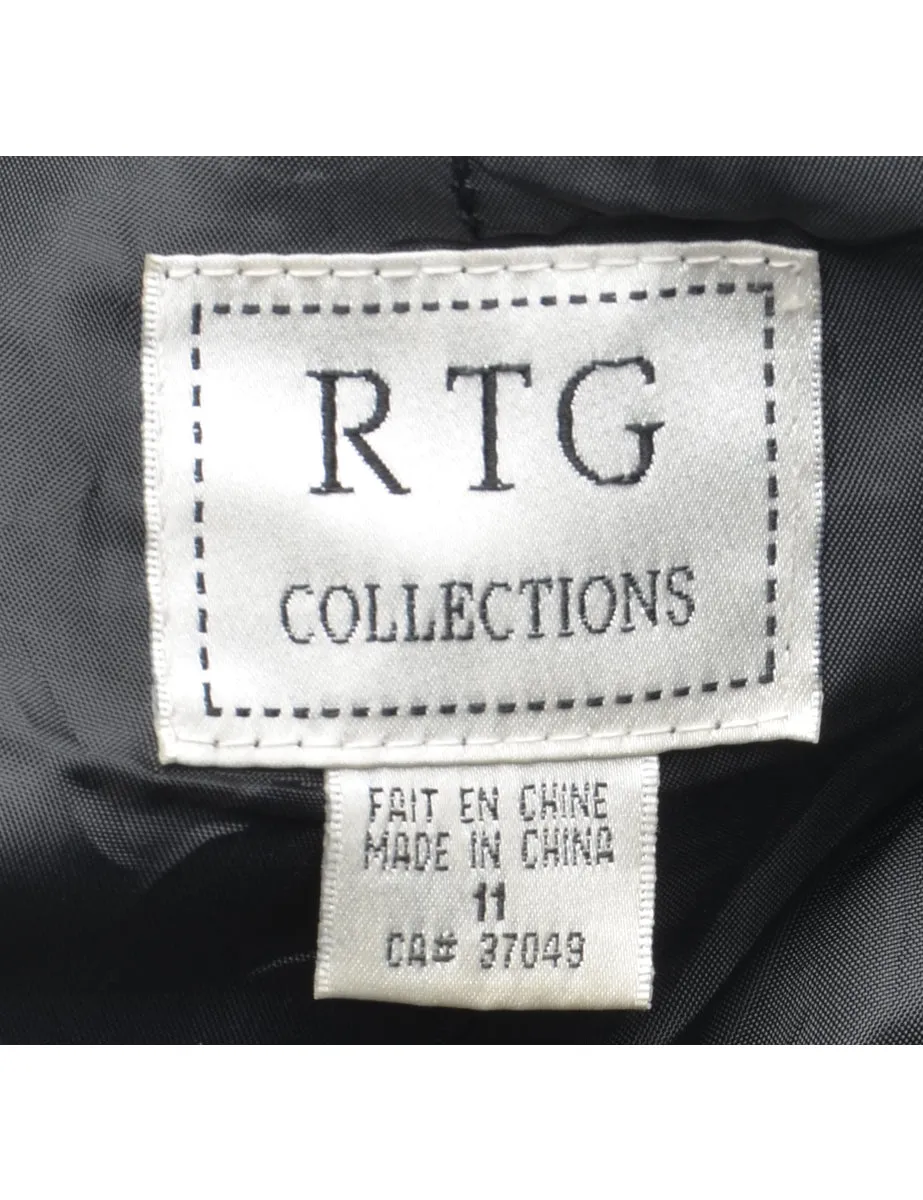 RTG
COLLECTIONS
FAIT EN CHINE
MADE IN CHINA
11
CA# 37049